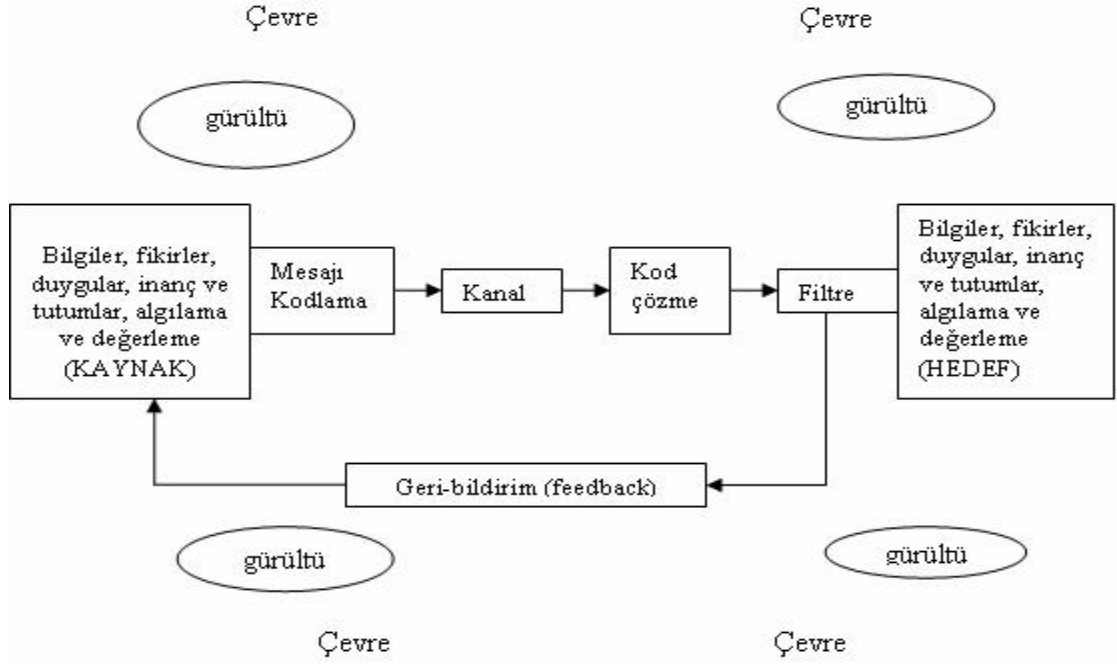 Çevre
Çevre
gürültü
gürültü
Bilgiler, fikirler,
duygular, inanç ve
tutumlar, algılama
ve değerleme
(KAYNAK)
Mesajı
Kodlama
Kanal
Kod
çözme
Filtre
Bilgiler, fikirler,
duygular, inanç
ve tutumlar,
algılama ve
değerleme
(HEDEF)
Geri-bildirim (feedback)
gürültü
gürültü
Çevre
Çevre